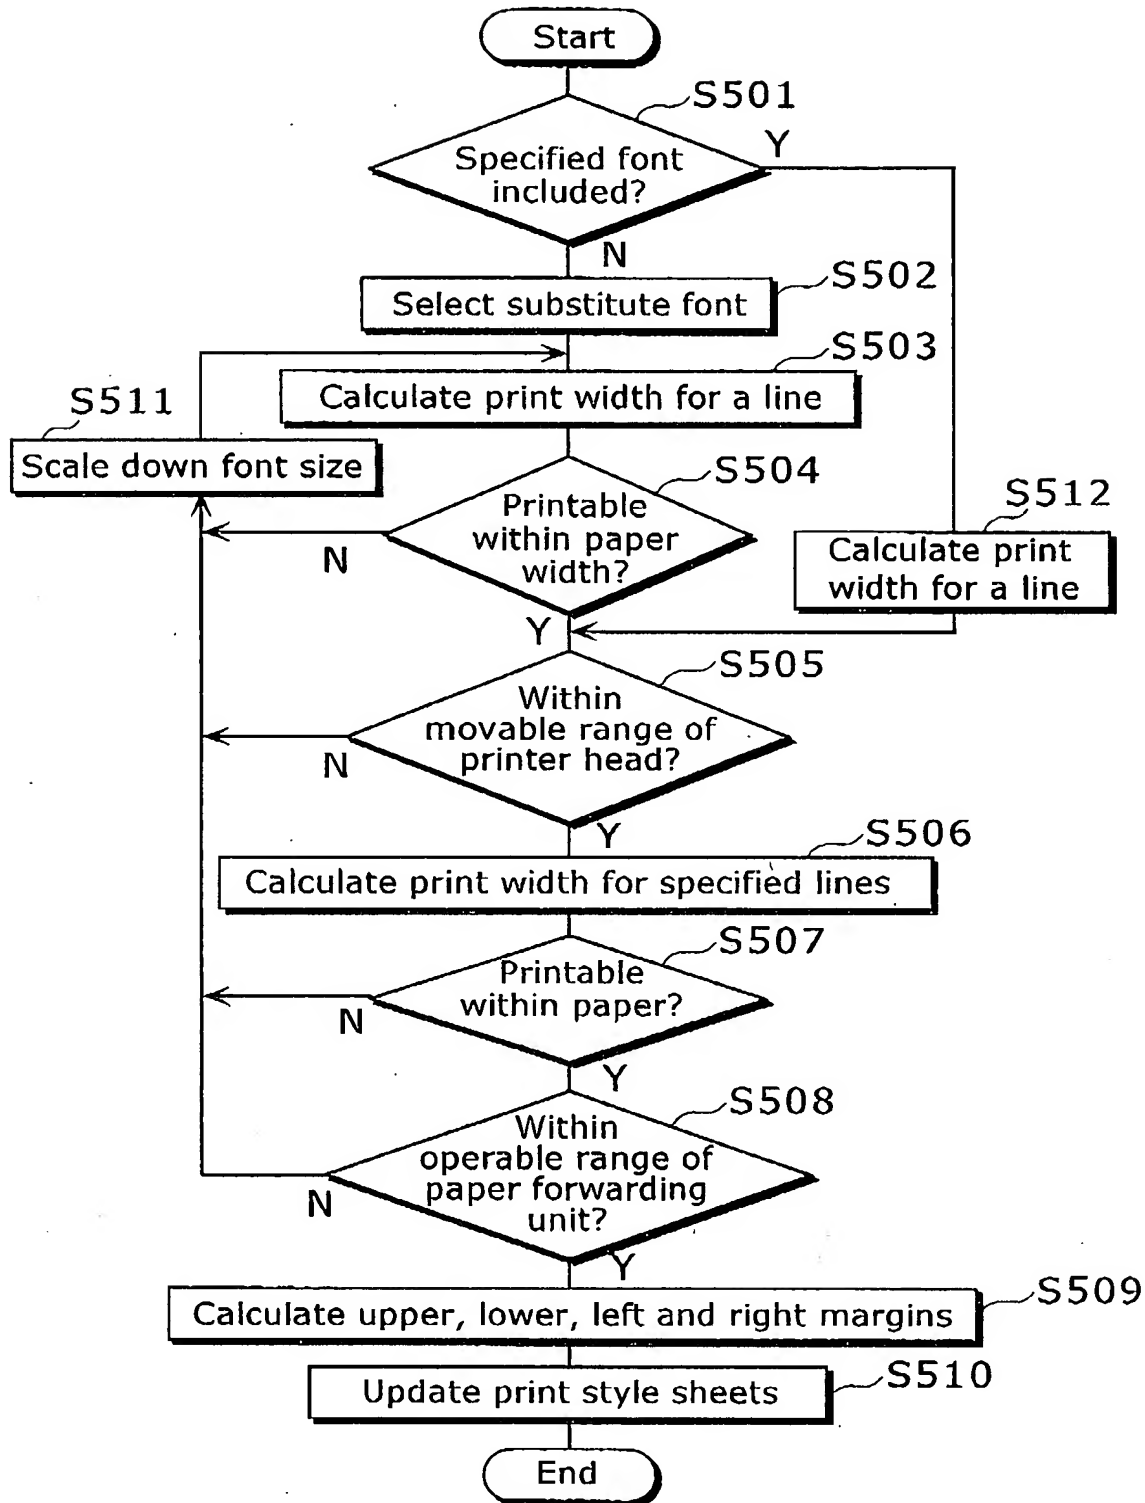 Start
S501
Y
Specified font
included?
N
S502
Select substitute font
S503
Calculate print width for a line
S511
Scale down font size
S504
Printable
within paper
width?
N
S512
Calculate print
width for a line
Y
S505
Within
movable range of
printer head?
N
Y
S506
Calculate print width for specified lines
S507
Printable
within paper?
N
Y
S508
Within
operable range of
paper forwarding
unit?
N
Y
S509
Calculate upper, lower, left and right margins
S510
Update print style sheets
End